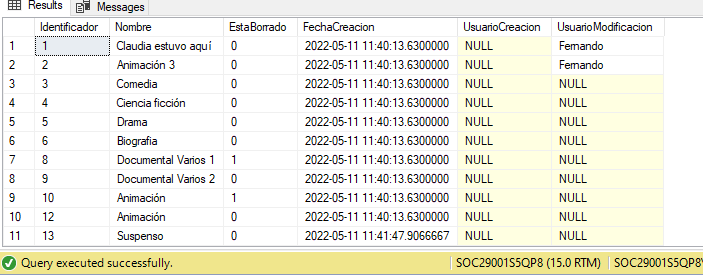 Results Messages
Identificador Nombre EstaBorrado FechaCreacion UsuarioCreacion UsuarioModificacion
1 1 Claudia estuvo aquí 0 2022-05-11 11:40:13.6300000 NULL Fernando
2 2 Animación 3 0 2022-05-11 11:40:13.6300000 NULL Fernando
3 3 Comedia 0 2022-05-11 11:40:13.6300000 NULL NULL
4 4 Ciencia ficción 0 2022-05-11 11:40:13.6300000 NULL NULL
5 5 Drama 0 2022-05-11 11:40:13.6300000 NULL NULL
6 6 Biografia 0 2022-05-11 11:40:13.6300000 NULL NULL
7 8 Documental Varios 1 1 2022-05-11 11:40:13.6300000 NULL NULL
8 9 Documental Varios 2 0 2022-05-11 11:40:13.6300000 NULL NULL
9 10 Animación 1 2022-05-11 11:40:13.6300000 NULL NULL
10 12 Animación 0 2022-05-11 11:40:13.6300000 NULL NULL
11 13 Suspenso 0 2022-05-11 11:41:47.9066667 NULL NULL
Query executed successfully. SOC29001S5QP8 (15.0 RTM) SOC29001S5QP8